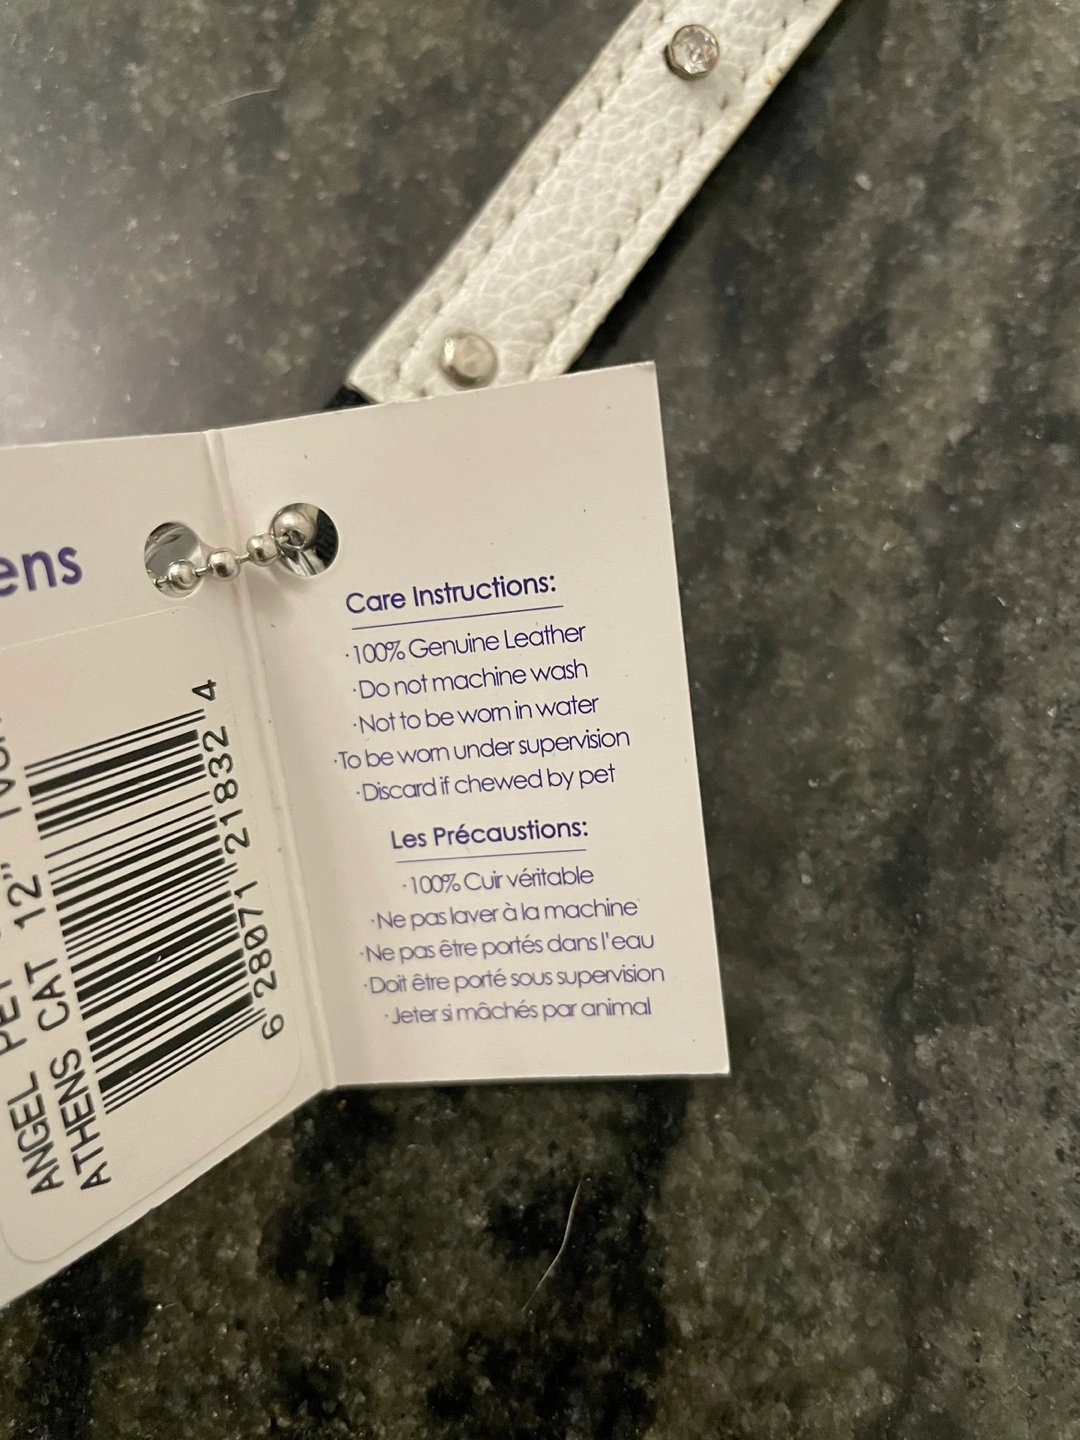 ens
ANGEL PET
ATHENS CAT 12"
6 28071 21832 4
Care Instructions:
·100% Genuine Leather
·Do not machine wash
·Not to be worn in water
·To be worn under supervision
·Discard if chewed by pet
Les Précaustions:
·100% Cuir véritable
·Ne pas laver à la machine
·Ne pas être portés dans l'eau
·Doit être porté sous supervision
·Jeter si mâchés par animal